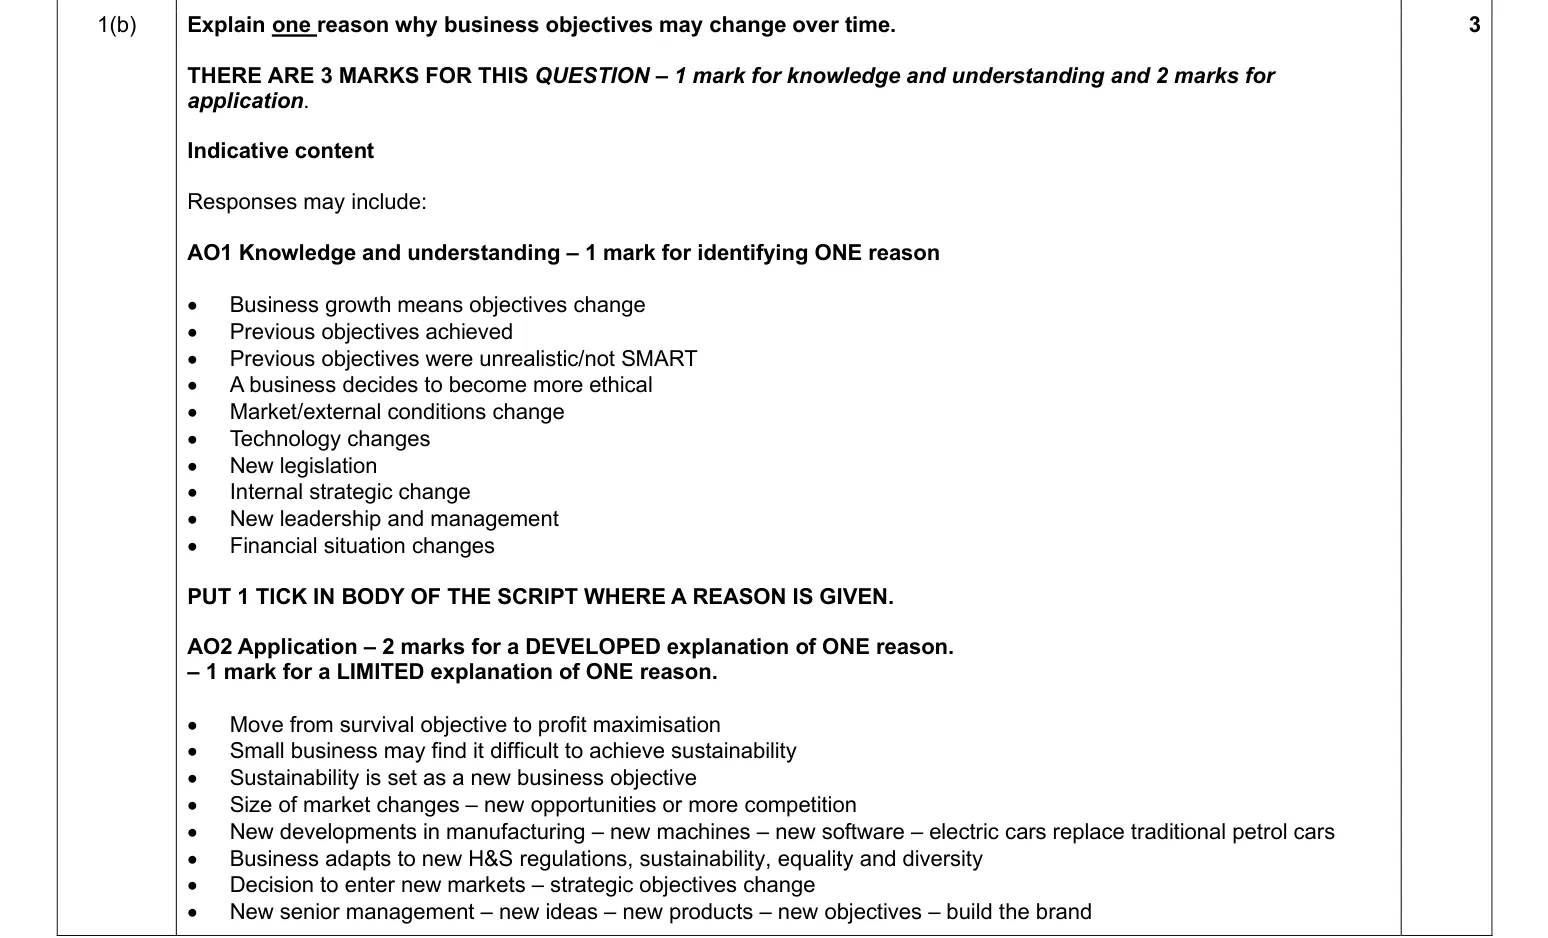 1(b)
Explain one reason why business objectives may change over time.
3
THERE ARE 3 MARKS FOR THIS QUESTION – 1 mark for knowledge and understanding and 2 marks for
application.
Indicative content
Responses may include:
AO1 Knowledge and understanding – 1 mark for identifying ONE reason
• Business growth means objectives change
• Previous objectives achieved
• Previous objectives were unrealistic/not SMART
• A business decides to become more ethical
• Market/external conditions change
• Technology changes
• New legislation
• Internal strategic change
• New leadership and management
• Financial situation changes
PUT 1 TICK IN BODY OF THE SCRIPT WHERE A REASON IS GIVEN.
AO2 Application – 2 marks for a DEVELOPED explanation of ONE reason.
– 1 mark for a LIMITED explanation of ONE reason.
• Move from survival objective to profit maximisation
• Small business may find it difficult to achieve sustainability
• Sustainability is set as a new business objective
• Size of market changes – new opportunities or more competition
• New developments in manufacturing – new machines – new software – electric cars replace traditional petrol cars
• Business adapts to new H&S regulations, sustainability, equality and diversity
• Decision to enter new markets – strategic objectives change
• New senior management – new ideas – new products – new objectives – build the brand